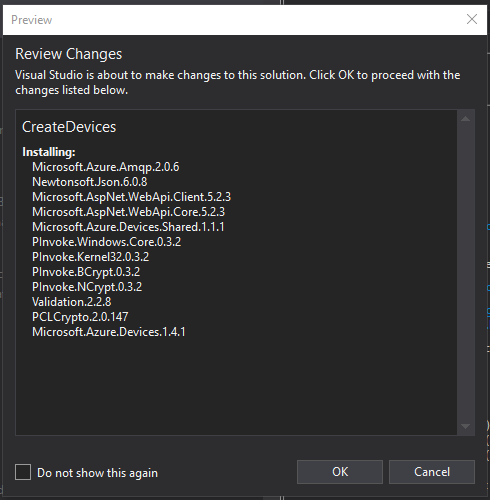 Preview
Review Changes
Visual Studio is about to make changes to this solution. Click OK to proceed with the
changes listed below.
CreateDevices
Installing:
Microsoft.Azure.Amqp.2.0.6
Newtonsoft.Json.6.0.8
Microsoft.AspNet.WebApi.Client.5.2.3
Microsoft.AspNet.WebApi.Core.5.2.3
Microsoft.Azure.Devices.Shared.1.1.1
PInvoke.Windows.Core.0.3.2
PInvoke.Kernel32.0.3.2
PInvoke.BCrypt.0.3.2
PInvoke.NCrypt.0.3.2
Validation.2.2.8
PCLCrypto.2.0.147
Microsoft.Azure.Devices.1.4.1
Do not show this again
OK
Cancel